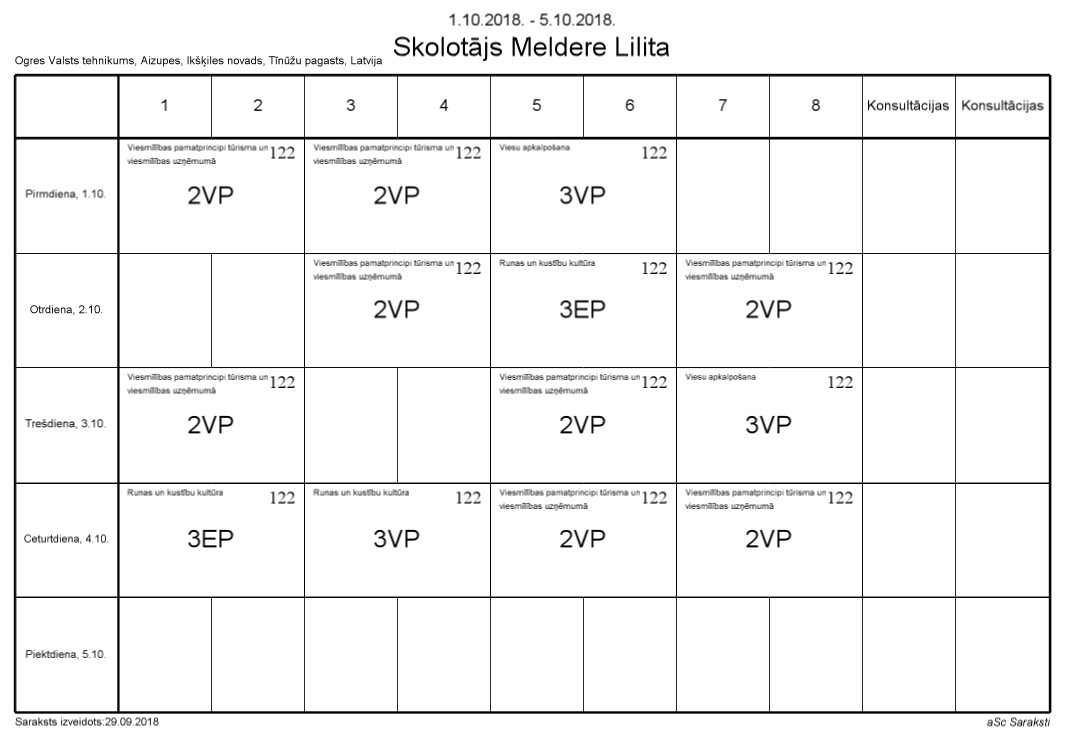 1.10.2018. - 5.10.2018.
Skolotājs Meldere Lilita
Ogres Valsts tehnikums, Aizupes, Ikšķiles novads, Tīnūžu pagasts, Latvija
1 2 3 4 5 6 7 8 Konsultācijas Konsultācijas
Pirmdiena, 1.10.
Viesmīlības pamatprincipi tūrisma un
viesmīlības uzņēmumā
122
2VP
Viesmīlības pamatprincipi tūrisma un
viesmīlības uzņēmumā
122
2VP
Viesu apkalpošana
122
3VP
Otrdiena, 2.10.
Viesmīlības pamatprincipi tūrisma un
viesmīlības uzņēmumā
122
2VP
Runas un kustību kultūra
122
3EP
Viesmīlības pamatprincipi tūrisma un
viesmīlības uzņēmumā
122
2VP
Trešdiena, 3.10.
Viesmīlības pamatprincipi tūrisma un
viesmīlības uzņēmumā
122
2VP
Viesmīlības pamatprincipi tūrisma un
viesmīlības uzņēmumā
122
2VP
Viesu apkalpošana
122
3VP
Ceturtdiena, 4.10.
Runas un kustību kultūra
122
3EP
Runas un kustību kultūra
122
3VP
Viesmīlības pamatprincipi tūrisma un
viesmīlības uzņēmumā
122
2VP
Viesmīlības pamatprincipi tūrisma un
viesmīlības uzņēmumā
122
2VP
Piektdiena, 5.10.
Saraksts izveidots:29.09.2018
aSc Saraksti